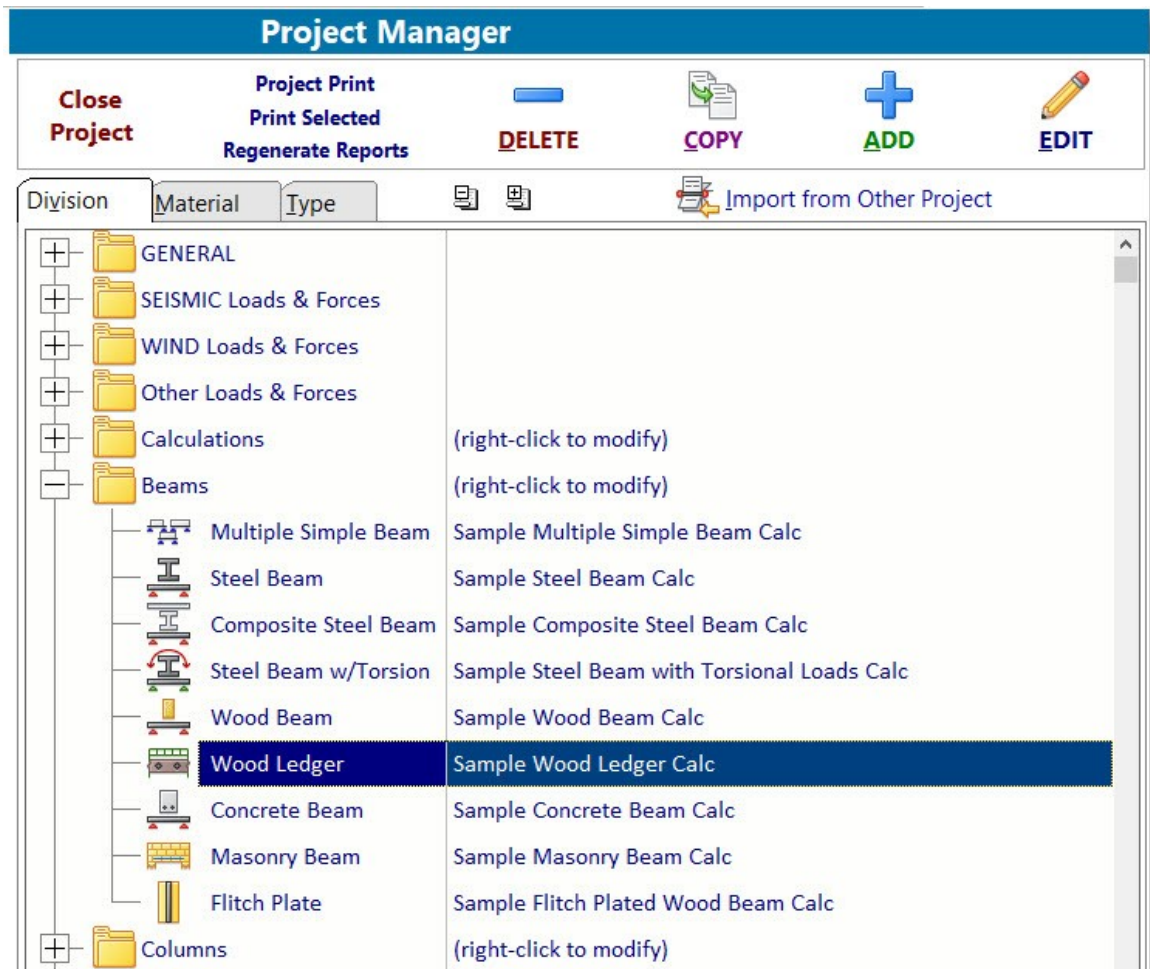 Project Manager
Close Project
Project Print
Print Selected
Regenerate Reports
DELETE
COPY
ADD
EDIT
Division
Material
Type
Import from Other Project
GENERAL
SEISMIC Loads & Forces
WIND Loads & Forces
Other Loads & Forces
Calculations (right-click to modify)
Beams (right-click to modify)
Multiple Simple Beam Sample Multiple Simple Beam Calc
Steel Beam Sample Steel Beam Calc
Composite Steel Beam Sample Composite Steel Beam Calc
Steel Beam w/Torsion Sample Steel Beam with Torsional Loads Calc
Wood Beam Sample Wood Beam Calc
Wood Ledger Sample Wood Ledger Calc
Concrete Beam Sample Concrete Beam Calc
Masonry Beam Sample Masonry Beam Calc
Flitch Plate Sample Flitch Plated Wood Beam Calc
Columns (right-click to modify)